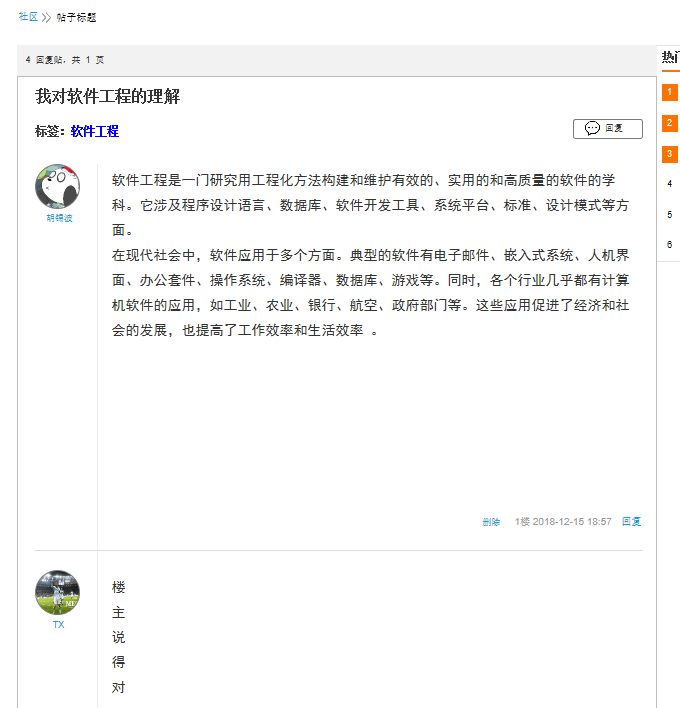 社区 帖子标题
4 回复贴，共 1 页
我对软件工程的理解
标签：软件工程
回复
软件工程是一门研究用工程化方法构建和维护有效的、实用的和高质量的软件的学
科。它涉及程序设计语言、数据库、软件开发工具、系统平台、标准、设计模式等方
面。
在现代社会中，软件应用于多个方面。典型的软件有电子邮件、嵌入式系统、人机界
面、办公套件、操作系统、编译器、数据库、游戏等。同时，各个行业几乎都有计算
机软件的应用，如工业、农业、银行、航空、政府部门等。这些应用促进了经济和社
会的发展，也提高了工作效率和生活效率 。
胡锦波
删除 1楼 2018-12-15 18:57 回复
TX
楼
主
说
得
对
热门
1
2
3
4
5
6